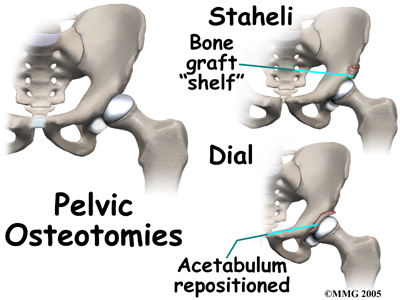 Staheli
Bone
graft
"shelf"
Dial
Pelvic
Osteotomies
Acetabulum
repositioned
©MMG 2005